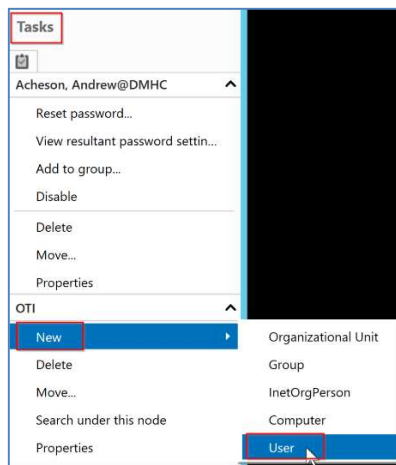 Tasks
Acheson, Andrew@DMHC
Reset password...
View resultant password settin...
Add to group...
Disable
Delete
Move...
Properties
OTI
New
Delete
Move...
Search under this node
Properties
Organizational Unit
Group
InetOrgPerson
Computer
User